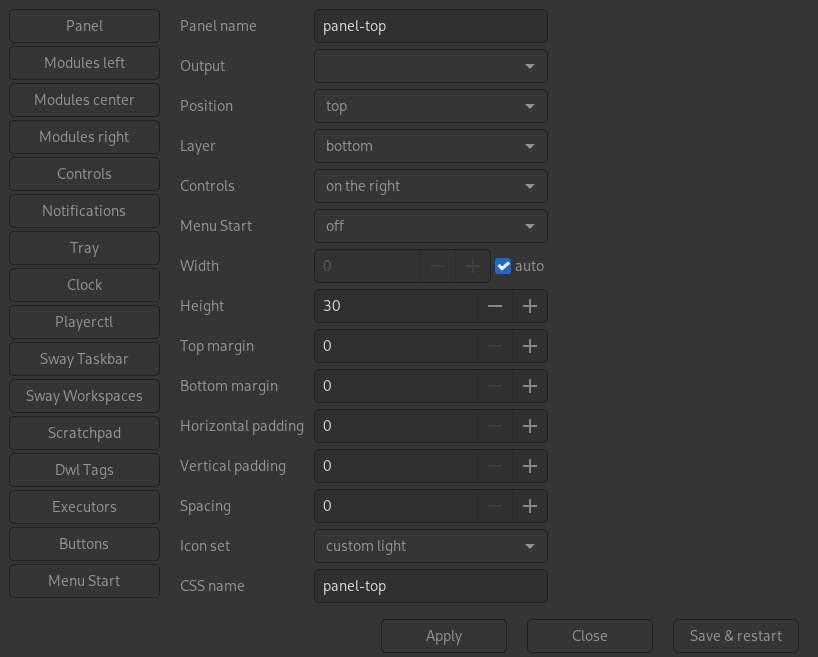 Panel
Modules left
Modules center
Modules right
Controls
Notifications
Tray
Clock
Playerctl
Sway Taskbar
Sway Workspaces
Scratchpad
Dwl Tags
Executors
Buttons
Menu Start
Panel name panel-top
Output
Position top
Layer bottom
Controls on the right
Menu Start off
Width 0 auto
Height 30
Top margin 0
Bottom margin 0
Horizontal padding 0
Vertical padding 0
Spacing 0
Icon set custom light
CSS name panel-top
Apply Close Save & restart